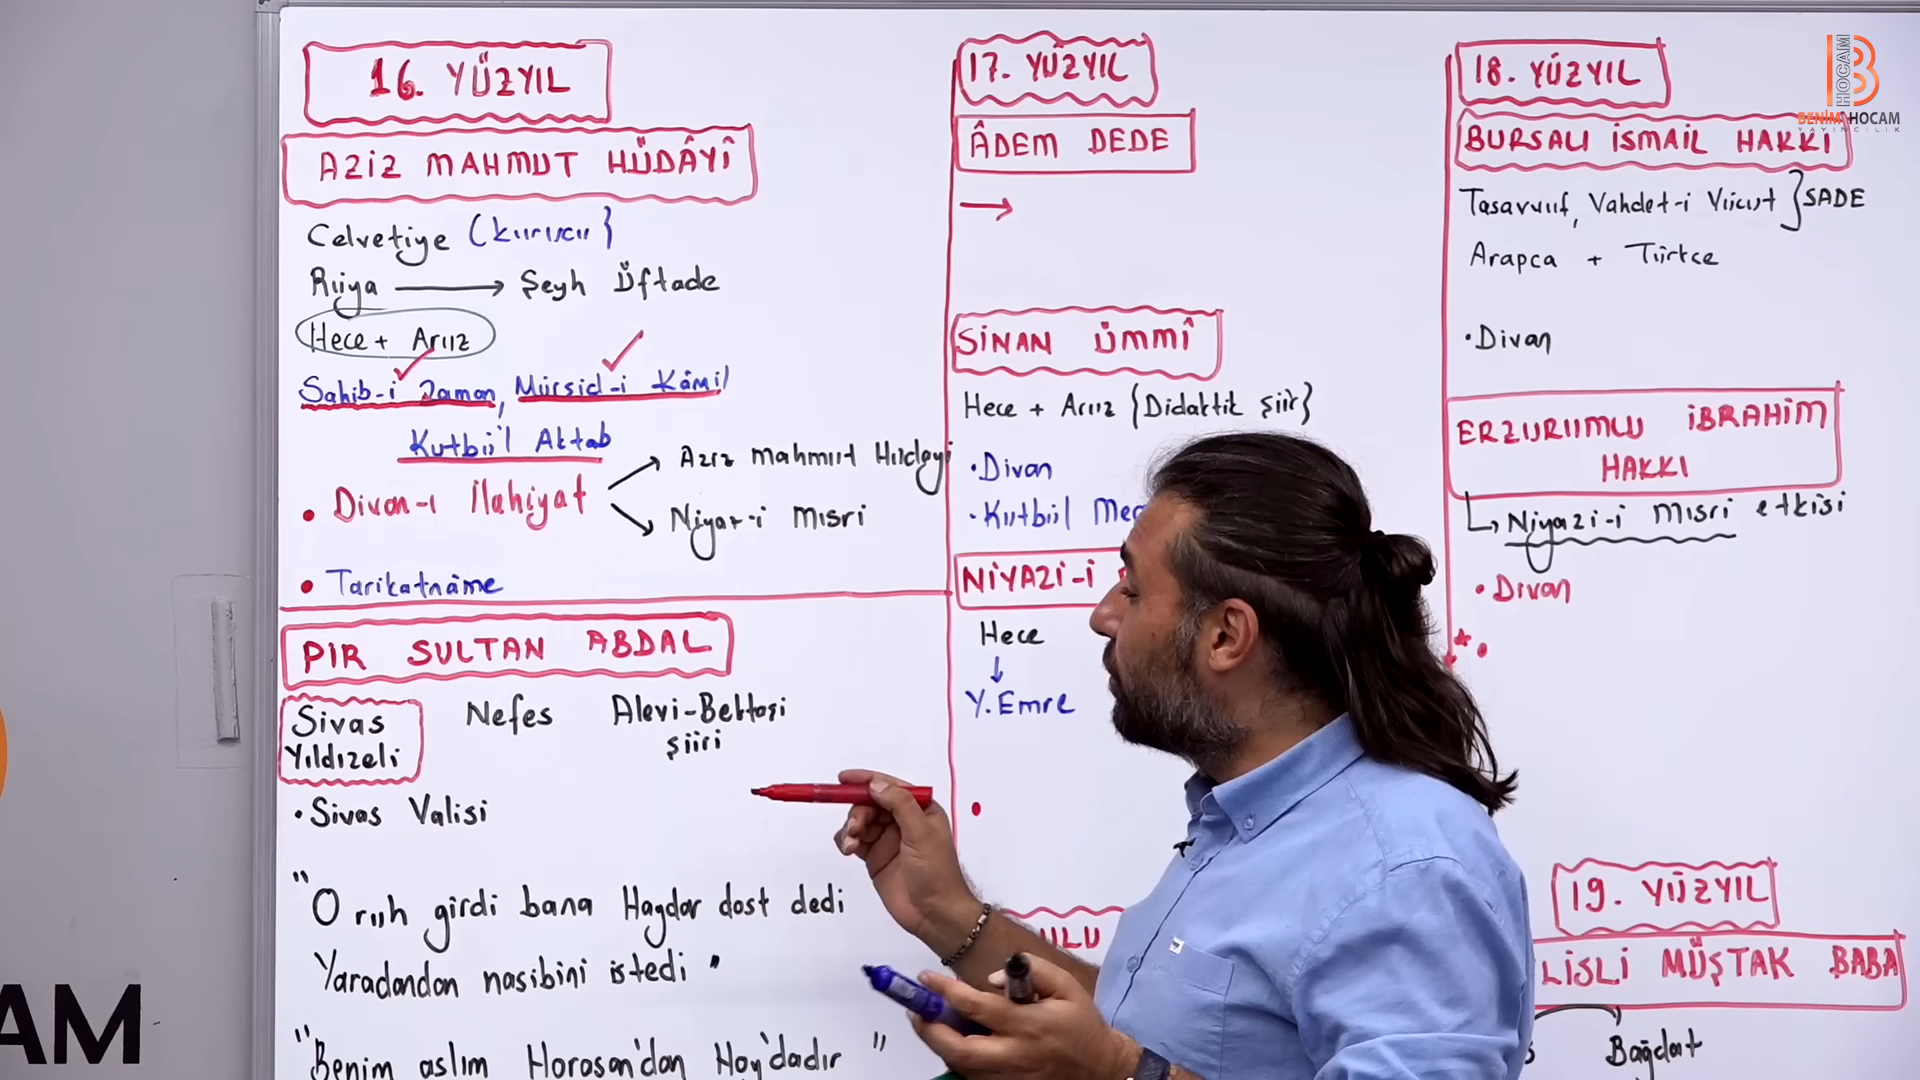 16. YÜZYIL
AZİZ MAHMUT HÜDÂYÎ
Celvetiye (kurucu)
Rüya → Şeyh Üftade
Hece + Aruz
Sahib-i Zaman, Mürşid-i Kâmil
Kutbü'l Aktab
• Divan-ı İlahiyat
Aziz Mahmut Hüdayi
Niyaz-i Mısri
• Tarikatnâme
PIR SULTAN ABDAL
Sivas
Yıldızeli
Nefes
Alevi-Bektaşi
şiiri
• Sivas Valisi
"O ruh girdi bana Haydar dost dedi
Yaradandan nasibini istedi"
"Benim aslım Horosan'dan Hoy'dadır"
17. YÜZYIL
ÂDEM DEDE
→
SİNAN ÜMMÎ
Hece + Aruz {Didaktik şiir}
• Divan
• Kutbül
NİYAZİ-İ
Hece
↓
Y. Emre
ULU
18. YÜZYIL
BURSALI İSMAİL HAKKI
Tasavvuf, Vahdet-i Vücut } SADE
Arapça + Türkçe
• Divan
ERZURUMLU İBRAHİM
HAKKI
Niyazi-i Mısri etkisi
• Divan
19. YÜZYIL
LİSLİ MÜŞTAK BABA
Bağdat
B HOCAM
BENİM HOCAM
YAYINCILIK
AM